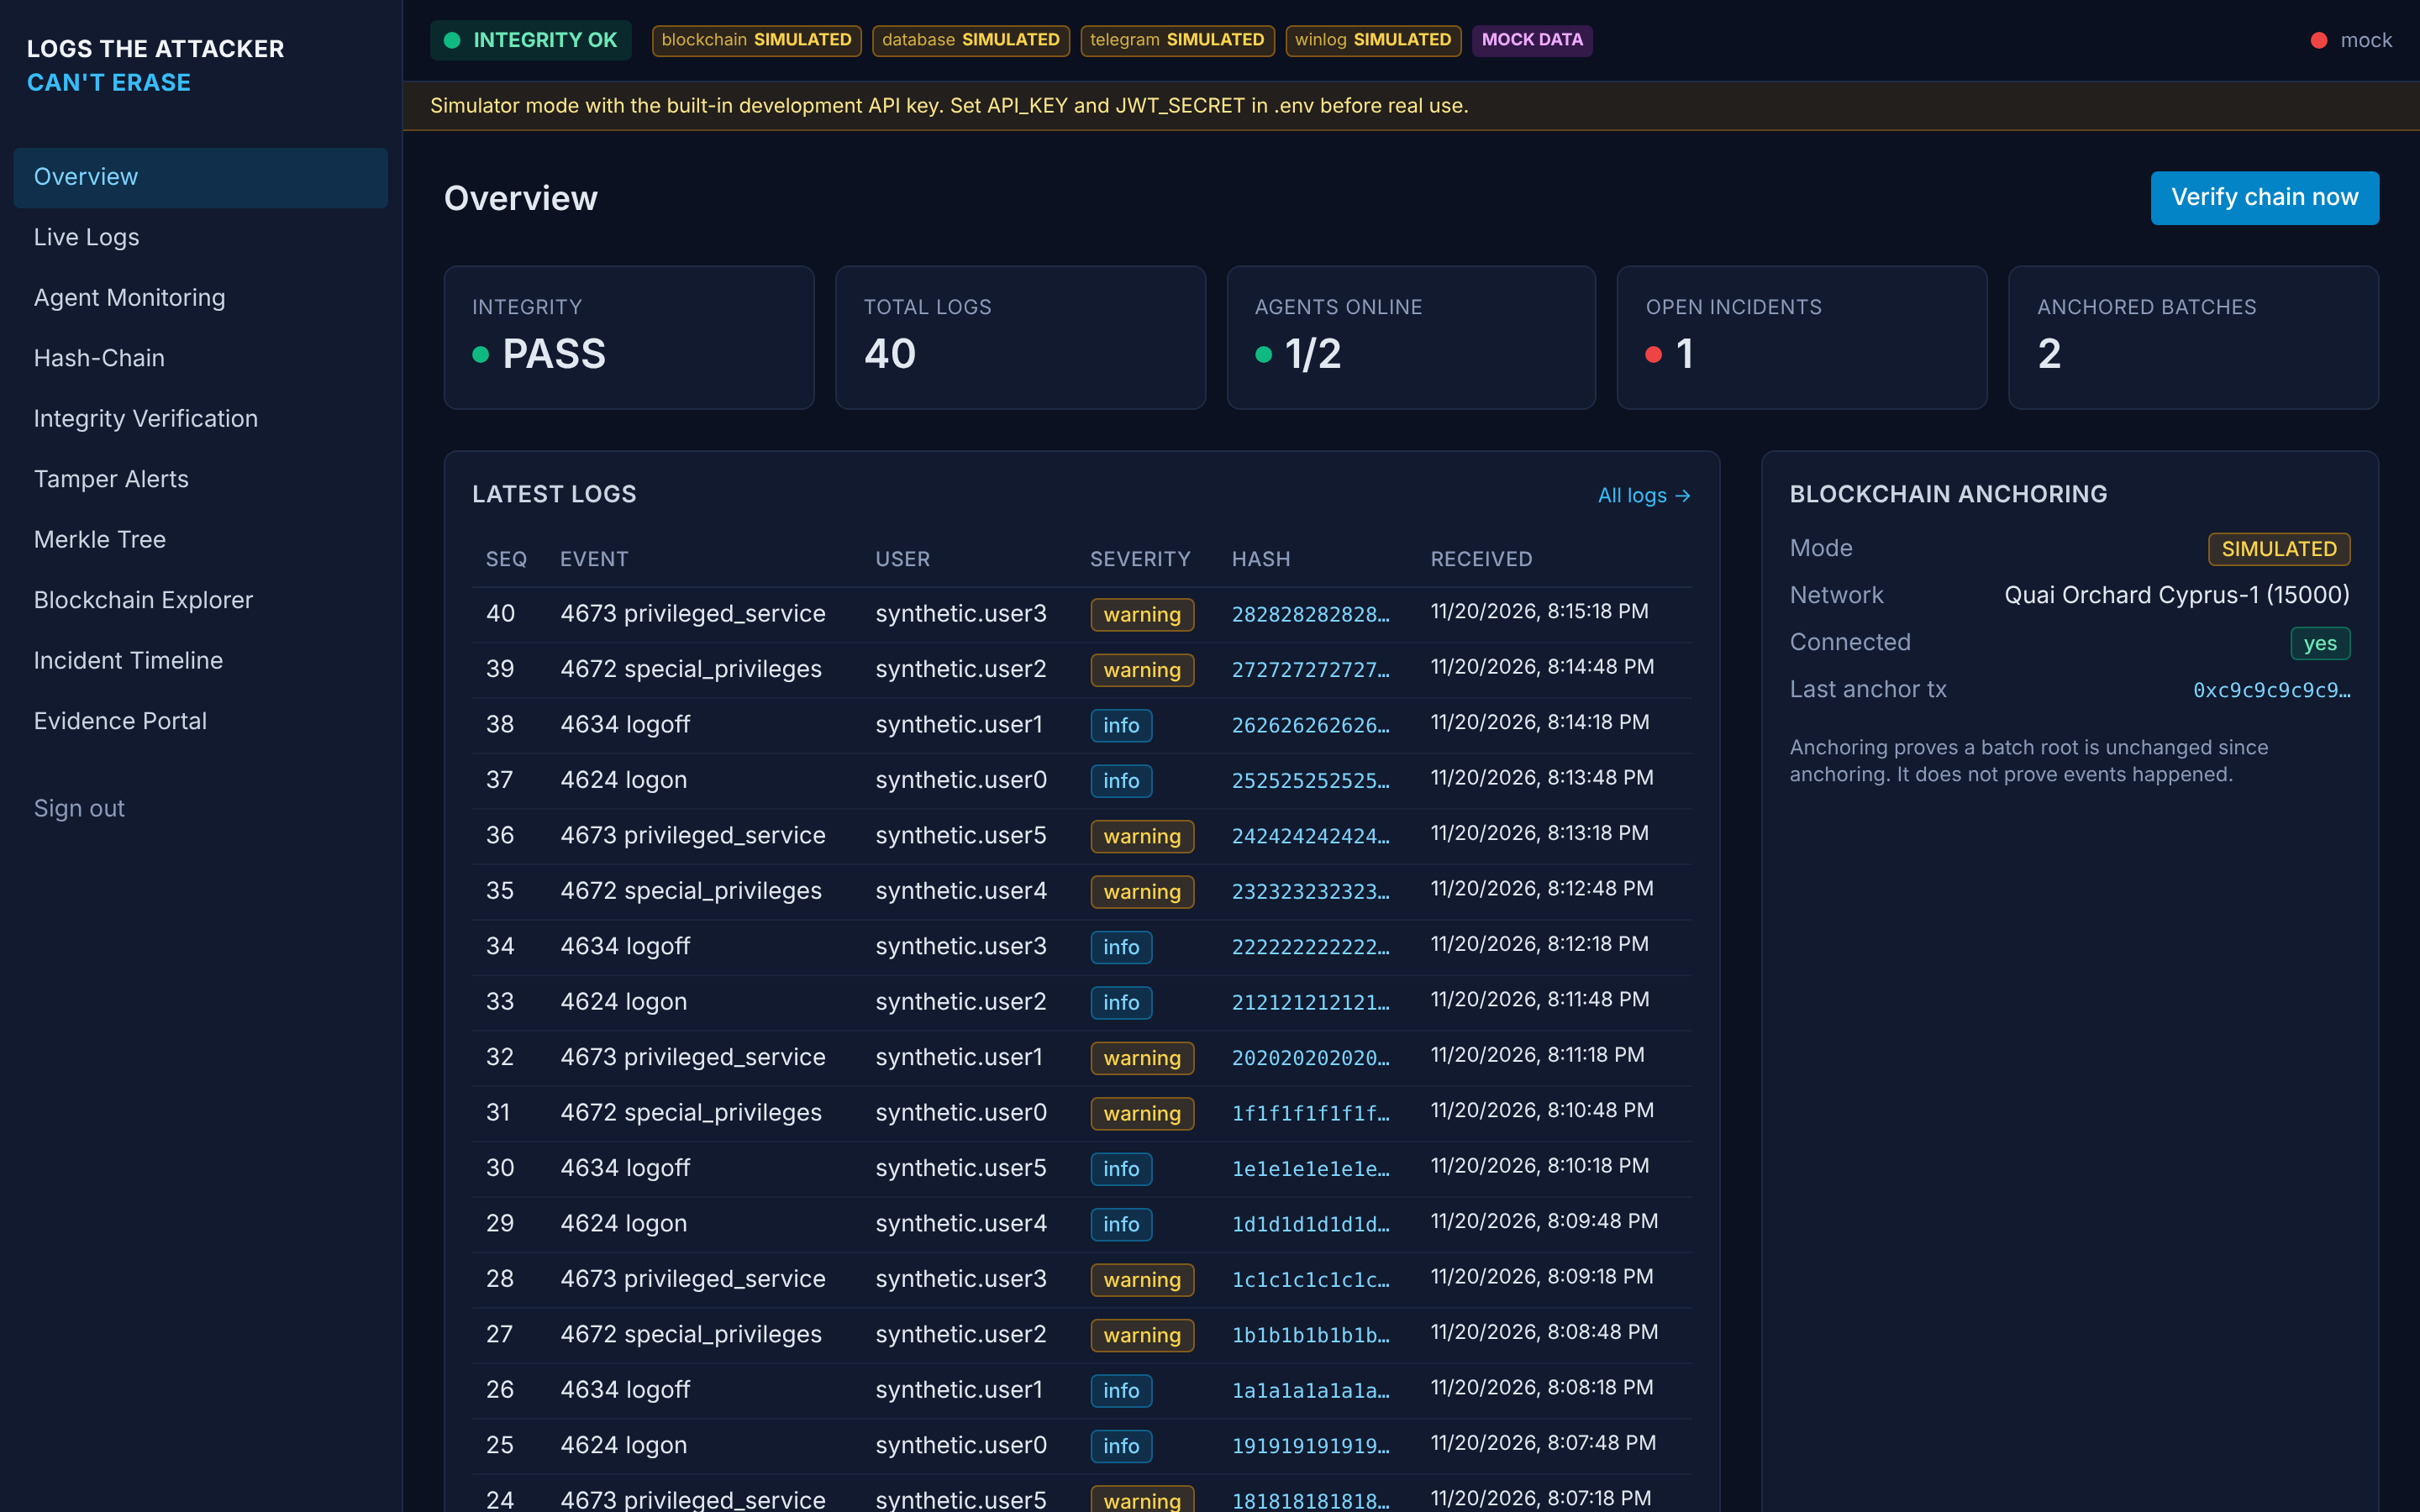 LOGS THE ATTACKER
CAN'T ERASE
Overview
Live Logs
Agent Monitoring
Hash-Chain
Integrity Verification
Tamper Alerts
Merkle Tree
Blockchain Explorer
Incident Timeline
Evidence Portal
Sign out
INTEGRITY OK blockchain SIMULATED database SIMULATED telegram SIMULATED winlog SIMULATED MOCK DATA mock
Simulator mode with the built-in development API key. Set API_KEY and JWT_SECRET in .env before real use.
Overview Verify chain now
INTEGRITY TOTAL LOGS AGENTS ONLINE OPEN INCIDENTS ANCHORED BATCHES
PASS 40 1/2 1 2
LATEST LOGS All logs →
SEQ EVENT USER SEVERITY HASH RECEIVED
40 4673 privileged_service synthetic.user3 warning 282828282828… 11/20/2026, 8:15:18 PM
39 4672 special_privileges synthetic.user2 warning 272727272727… 11/20/2026, 8:14:48 PM
38 4634 logoff synthetic.user1 info 262626262626… 11/20/2026, 8:14:18 PM
37 4624 logon synthetic.user0 info 252525252525… 11/20/2026, 8:13:48 PM
36 4673 privileged_service synthetic.user5 warning 242424242424… 11/20/2026, 8:13:18 PM
35 4672 special_privileges synthetic.user4 warning 232323232323… 11/20/2026, 8:12:48 PM
34 4634 logoff synthetic.user3 info 222222222222… 11/20/2026, 8:12:18 PM
33 4624 logon synthetic.user2 info 212121212121… 11/20/2026, 8:11:48 PM
32 4673 privileged_service synthetic.user1 warning 202020202020… 11/20/2026, 8:11:18 PM
31 4672 special_privileges synthetic.user0 warning 1f1f1f1f1f1f… 11/20/2026, 8:10:48 PM
30 4634 logoff synthetic.user5 info 1e1e1e1e1e1e… 11/20/2026, 8:10:18 PM
29 4624 logon synthetic.user4 info 1d1d1d1d1d1d… 11/20/2026, 8:09:48 PM
28 4673 privileged_service synthetic.user3 warning 1c1c1c1c1c1c… 11/20/2026, 8:09:18 PM
27 4672 special_privileges synthetic.user2 warning 1b1b1b1b1b1b… 11/20/2026, 8:08:48 PM
26 4634 logoff synthetic.user1 info 1a1a1a1a1a1a… 11/20/2026, 8:08:18 PM
25 4624 logon synthetic.user0 info 191919191919… 11/20/2026, 8:07:48 PM
24 4673 privileged_service synthetic.user5 warning 181818181818… 11/20/2026, 8:07:18 PM
BLOCKCHAIN ANCHORING
Mode SIMULATED
Network Quai Orchard Cyprus-1 (15000)
Connected yes
Last anchor tx 0xc9c9c9c9c9…
Anchoring proves a batch root is unchanged since
anchoring. It does not prove events happened.